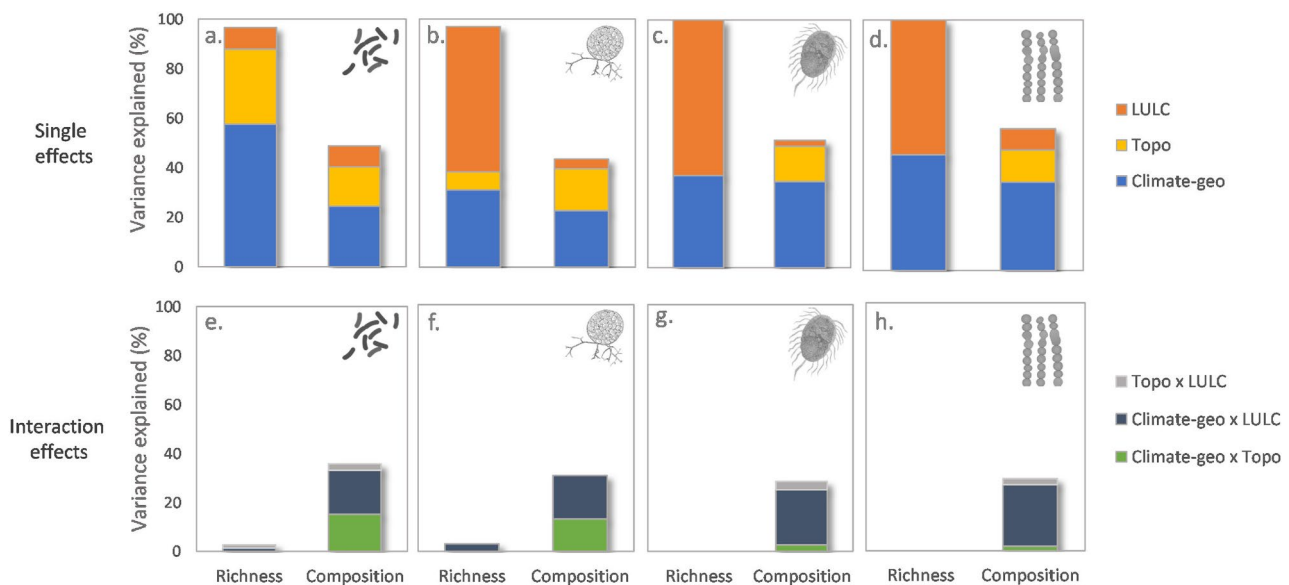 Single
effects
Variance explained (%)
100
80
60
40
20
0
a.
b.
c.
d.
LULC
Topo
Climate-geo
Interaction
effects
Variance explained (%)
100
80
60
40
20
0
e.
f.
g.
h.
Topo x LULC
Climate-geo x LULC
Climate-geo x Topo
Richness Composition Richness Composition Richness Composition Richness Composition